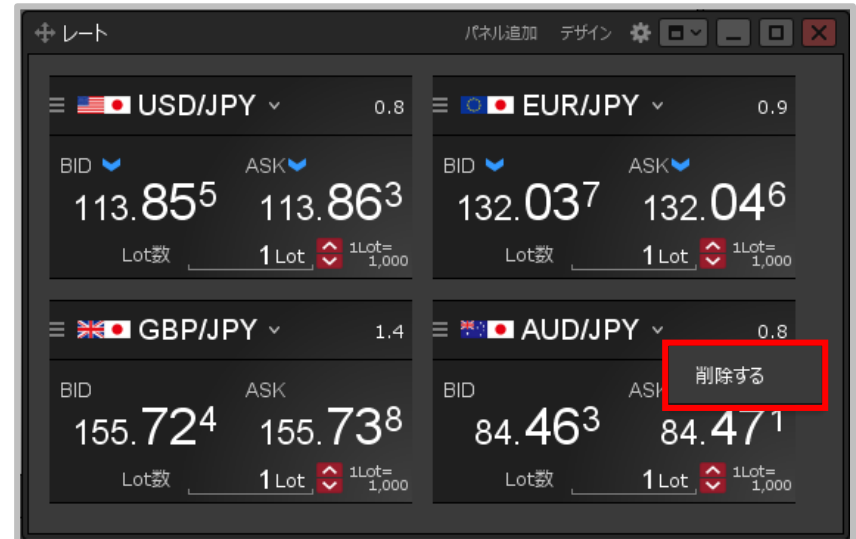 レート パネル追加 デザイン
USD/JPY 0.8
BID ASK
113.855 113.863
Lot数 1 Lot 1Lot=1,000
EUR/JPY 0.9
BID ASK
132.037 132.046
Lot数 1 Lot 1Lot=1,000
GBP/JPY 1.4
BID ASK
155.724 155.738
Lot数 1 Lot 1Lot=1,000
AUD/JPY 0.8
削除する
BID
84.463 84.471
Lot数 1 Lot 1Lot=1,000